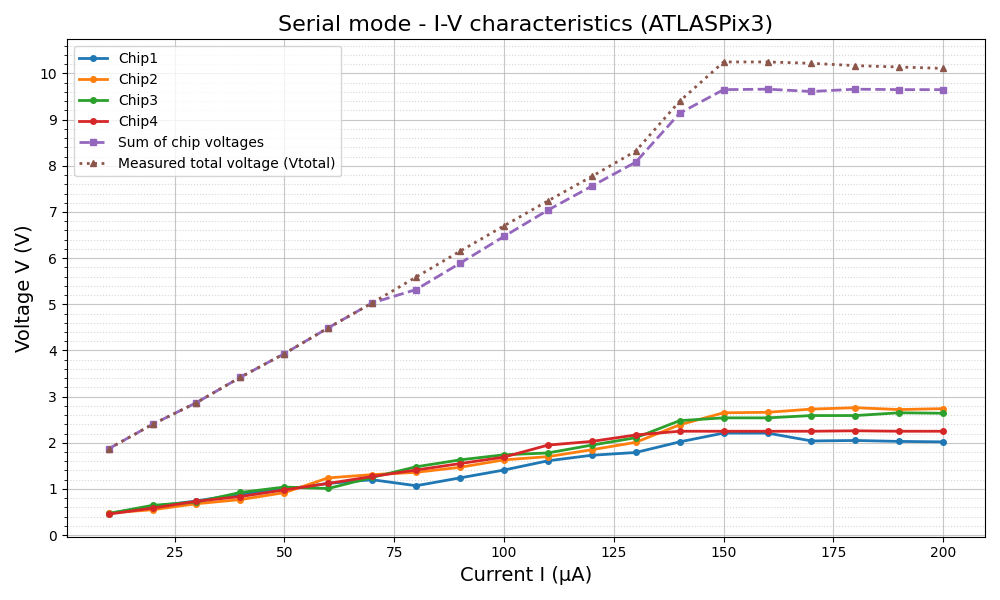 Serial mode - I-V characteristics (ATLASPix3)
Chip1
Chip2
Chip3
Chip4
Sum of chip voltages
Measured total voltage (Vtotal)
Voltage V (V)
10
9
8
7
6
5
4
3
2
1
0
25
50
75
100
125
150
175
200
Current I (μA)